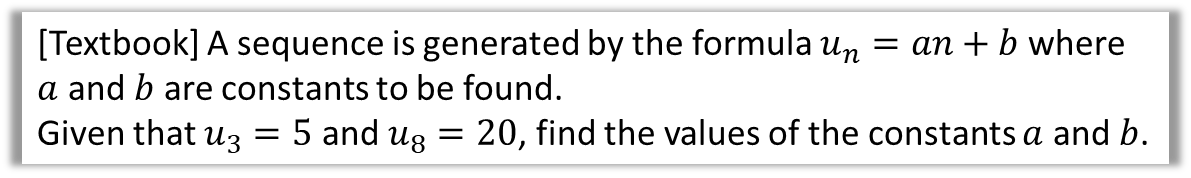 [Textbook] A sequence is generated by the formula uₙ = an + b where
a and b are constants to be found.
Given that u₃ = 5 and u₈ = 20, find the values of the constants a and b.